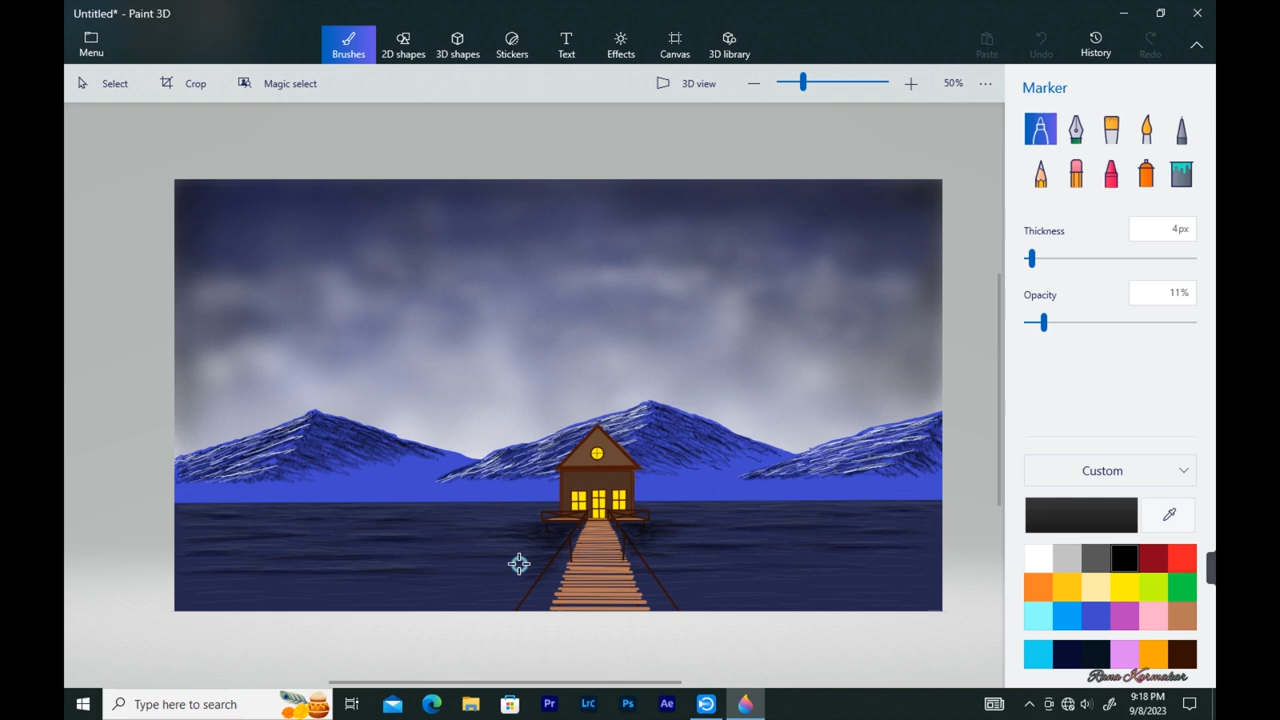 Untitled* - Paint 3D
Menu
Brushes
2D shapes
3D shapes
Stickers
Text
Effects
Canvas
3D library
Paste
Undo
History
Redo
Select
Crop
Magic select
3D view
50%
Marker
Thickness
4px
Opacity
11%
Custom
Rana Karmakar
Type here to search
Pr
Lrc
Ps
Ae
9:18 PM
9/8/2023